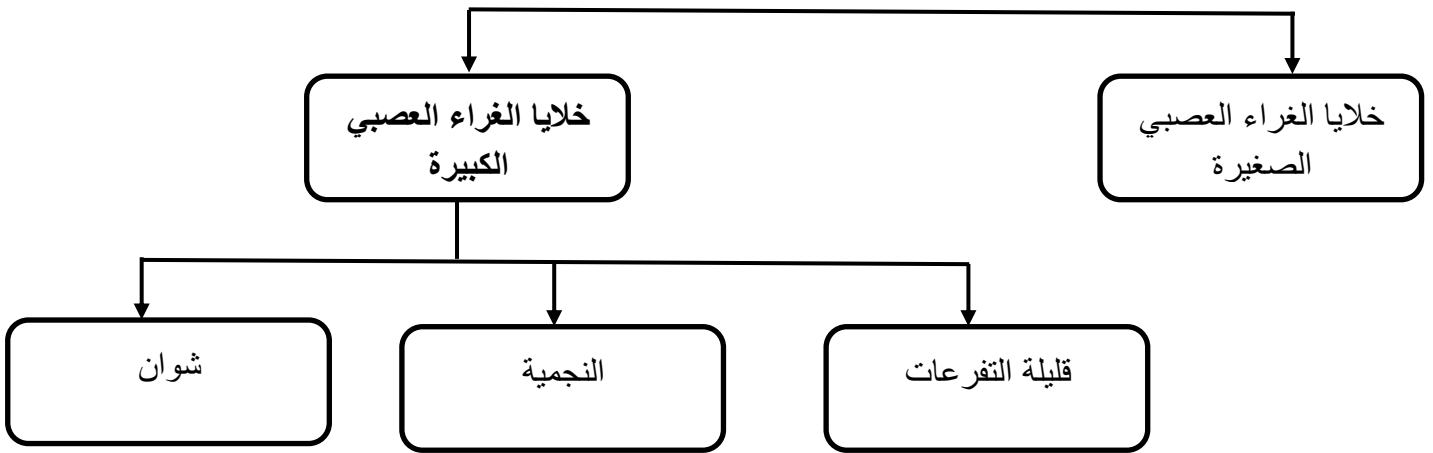 خلايا الغراء العصبي
الصغيرة
خلايا الغراء العصبي
الكبيرة
قليلة التفرعات
النجمية
شوان